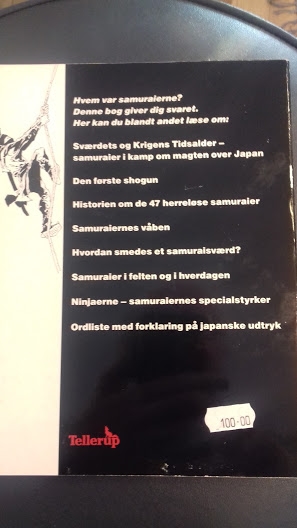 Hvem var samuraierne?
Denne bog giver dig svaret.
Her kan du blandt andet læse om:
Sværdets og Krigens Tidsalder –
samuraier i kamp om magten over Japan
Den første shogun
Historien om de 47 herreløse samuraier
Samuraiernes våben
Hvordan smedes et samuraisværd?
Samuraier i felten og i hverdagen
Ninjaerne – samuraiernes specialstyrker
Ordliste med forklaring på japanske udtryk
100-00
Tellerup